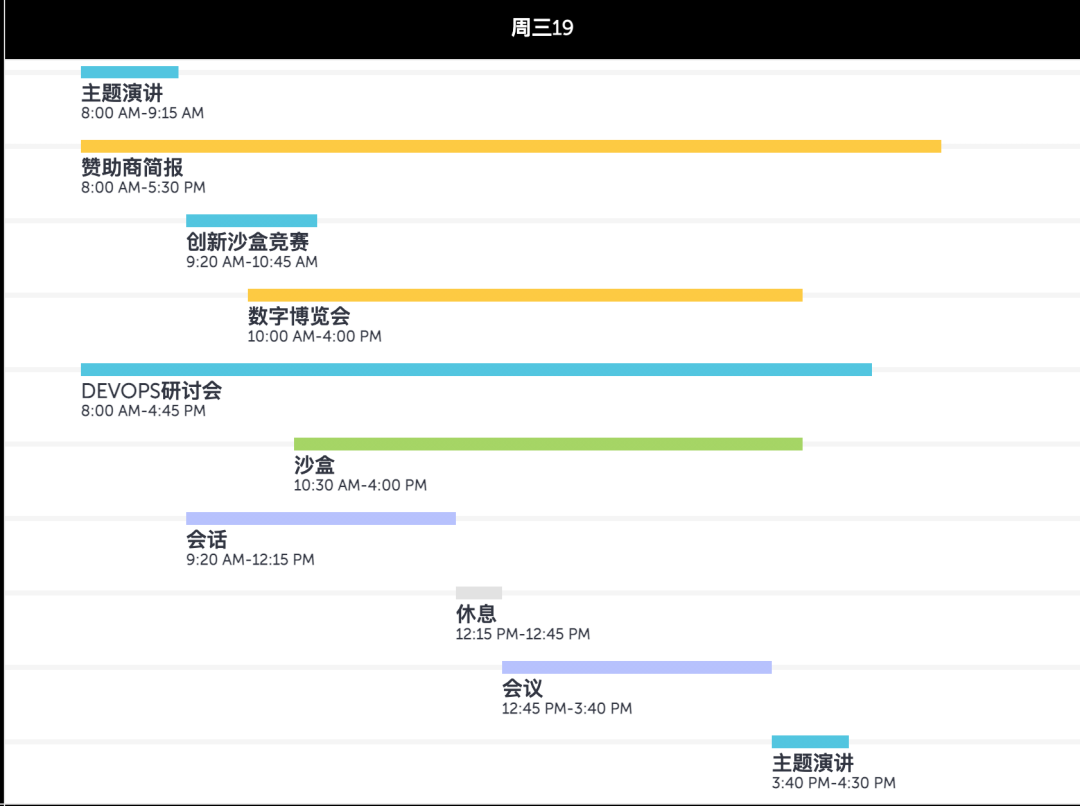 周三19
主题演讲
8:00 AM-9:15 AM
赞助商简报
8:00 AM-5:30 PM
创新沙盒竞赛
9:20 AM-10:45 AM
数字博览会
10:00 AM-4:00 PM
DEVOPS研讨会
8:00 AM-4:45 PM
沙盒
10:30 AM-4:00 PM
会话
9:20 AM-12:15 PM
休息
12:15 PM-12:45 PM
会议
12:45 PM-3:40 PM
主题演讲
3:40 PM-4:30 PM